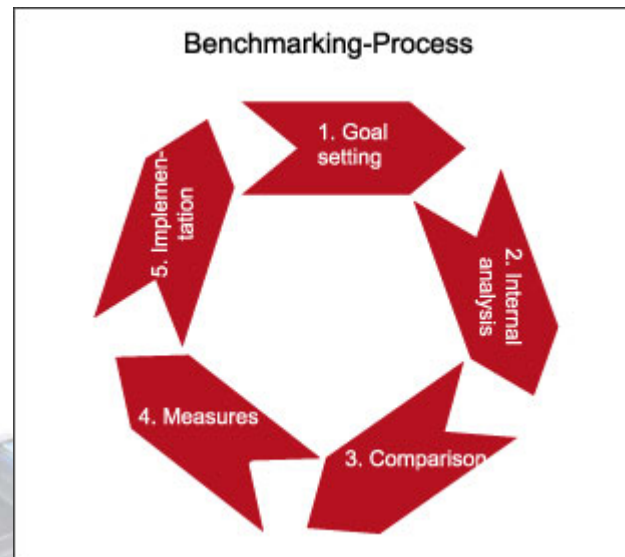 Benchmarking-Process
1. Goal
setting
2. Internal
analysis
3. Comparison
4. Measures
5. Implemen-
tation